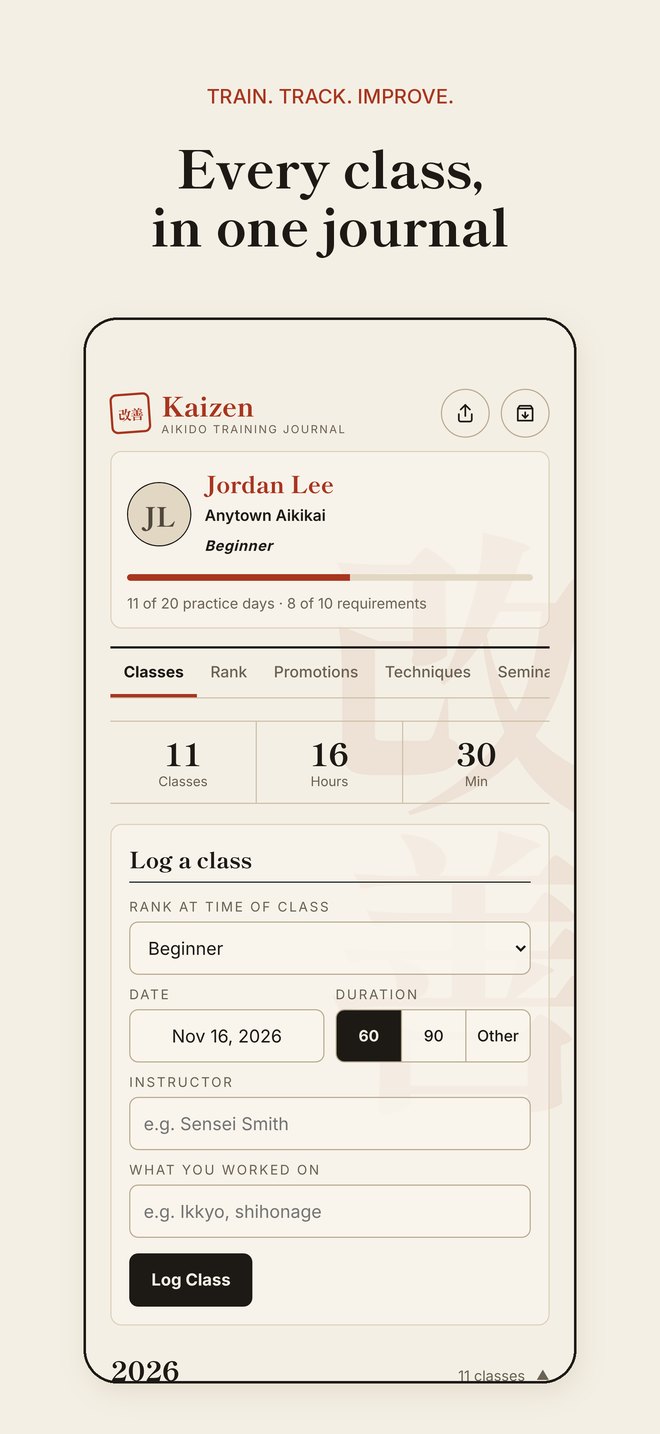 TRAIN. TRACK. IMPROVE.
Every class,
in one journal
改善
Kaizen
AIKIDO TRAINING JOURNAL
JL
Jordan Lee
Anytown Aikikai
Beginner
11 of 20 practice days · 8 of 10 requirements
Classes Rank Promotions Techniques Semina
11 16 30
Classes Hours Min
改
善
Log a class
RANK AT TIME OF CLASS
Beginner
DATE DURATION
Nov 16, 2026 60 90 Other
INSTRUCTOR
e.g. Sensei Smith
WHAT YOU WORKED ON
e.g. Ikkyo, shihonage
Log Class
2026 11 classes ▲